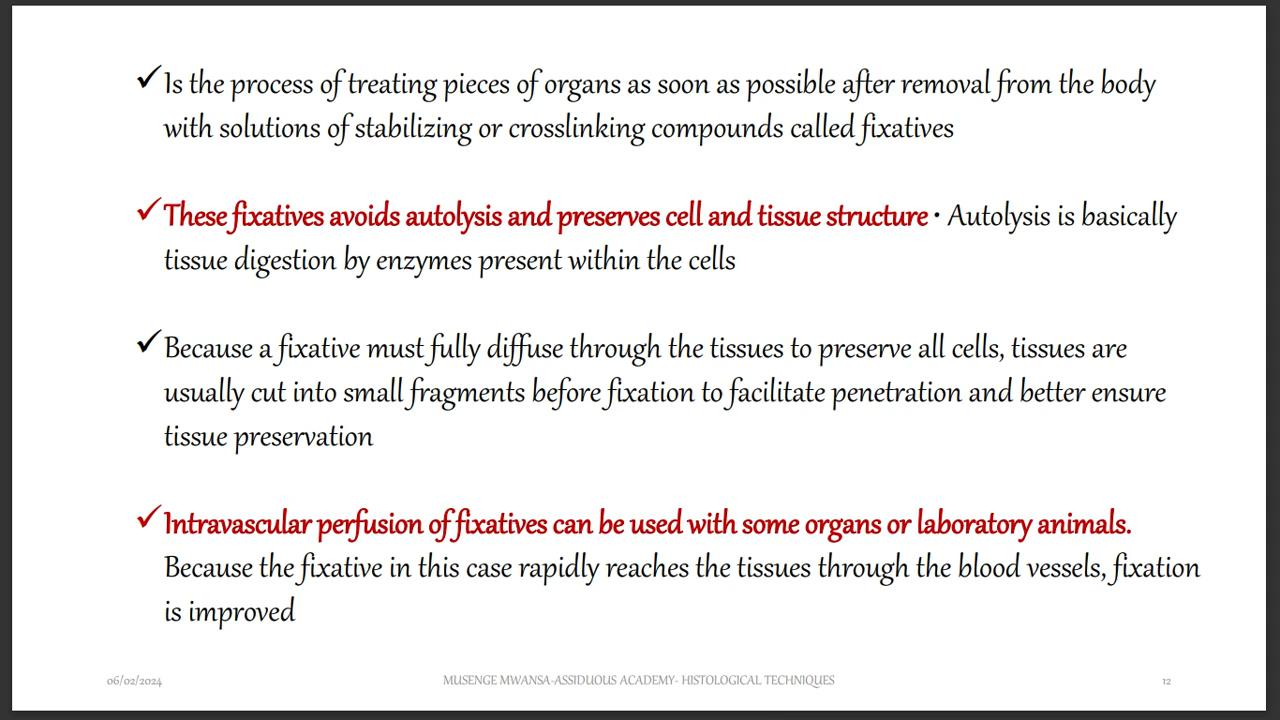 ✓Is the process of treating pieces of organs as soon as possible after removal from the body
with solutions of stabilizing or crosslinking compounds called fixatives
✓These fixatives avoids autolysis and preserves cell and tissue structure • Autolysis is basically
tissue digestion by enzymes present within the cells
✓Because a fixative must fully diffuse through the tissues to preserve all cells, tissues are
usually cut into small fragments before fixation to facilitate penetration and better ensure
tissue preservation
✓Intravascular perfusion of fixatives can be used with some organs or laboratory animals.
Because the fixative in this case rapidly reaches the tissues through the blood vessels, fixation
is improved
06/02/2024 MUSENGE MWANSA-ASSIDUOUS ACADEMY- HISTOLOGICAL TECHNIQUES 12